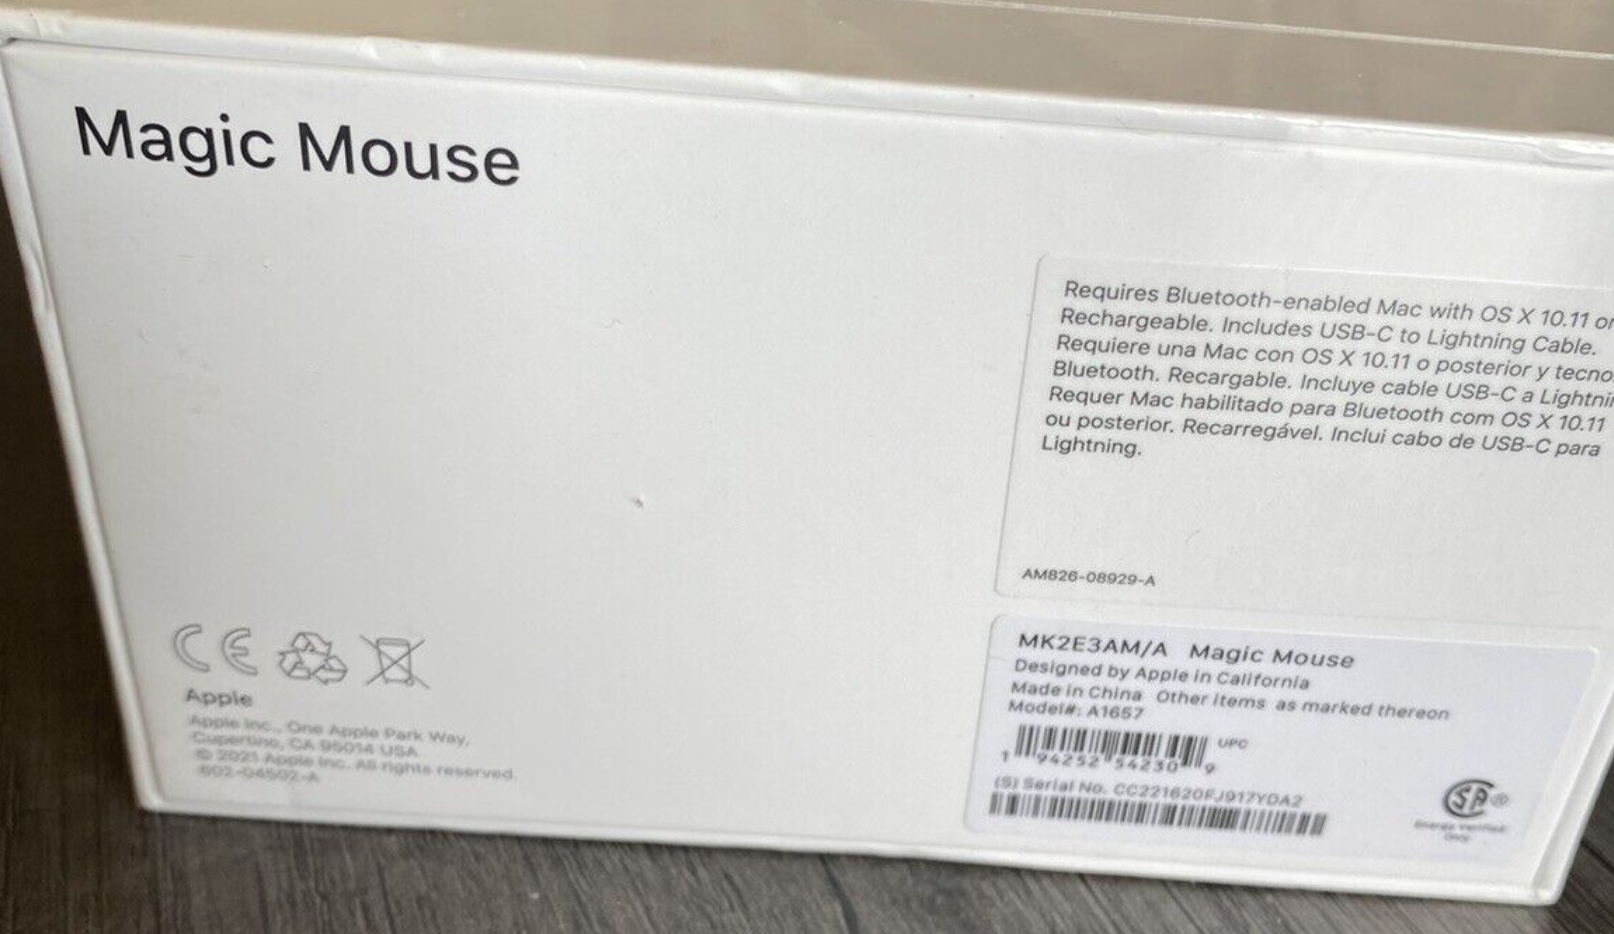 Magic Mouse
Requires Bluetooth-enabled Mac with OS X 10.11 or
Rechargeable. Includes USB-C to Lightning Cable.
Requiere una Mac con OS X 10.11 o posterior y tecno
Bluetooth. Recargable. Incluye cable USB-C a Lightnin
Requer Mac habilitado para Bluetooth com OS X 10.11
ou posterior. Recarregável. Inclui cabo de USB-C para
Lightning.
AM826-08929-A
MK2E3AM/A Magic Mouse
Designed by Apple in California
Made in China Other items as marked thereon
Model#: A1657
UPC
1 94252 54230 9
(S) Serial No. CC221620FJ917YDA2
SP®
Energy Verified
Only
CE
Apple
Apple Inc., One Apple Park Way,
Cupertino, CA 95014 USA
© 2021 Apple Inc. All rights reserved.
602-04502-A